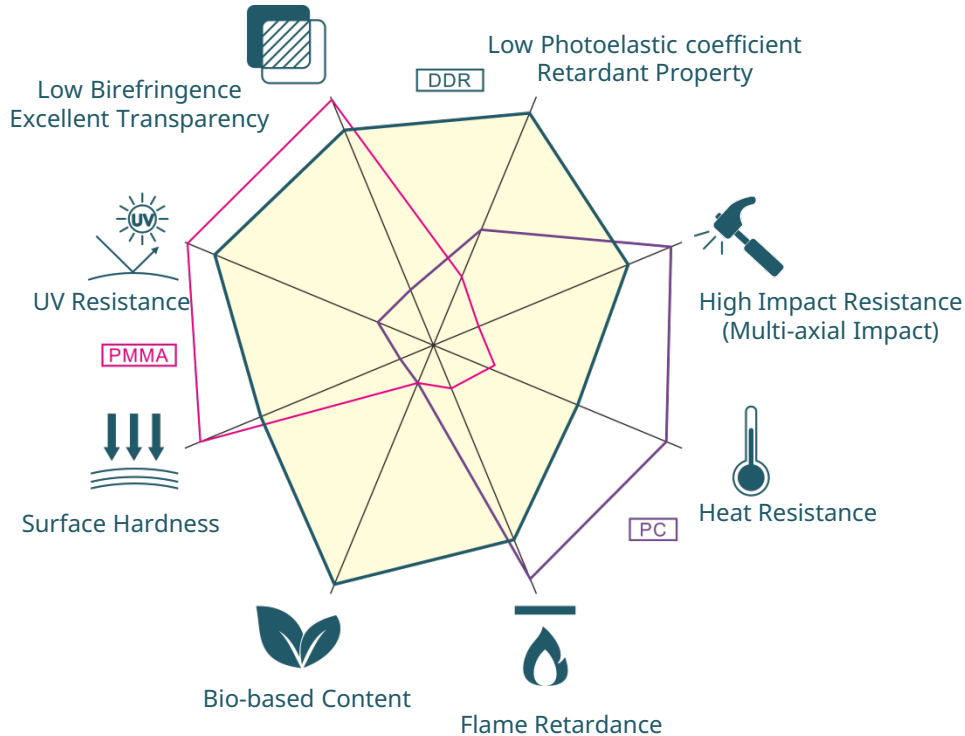 Low Photoelastic coefficient
Retardant Property
DDR
Low Birefringence
Excellent Transparency
UV
UV Resistance
High Impact Resistance
(Multi-axial Impact)
PMMA
Surface Hardness
Heat Resistance
PC
Bio-based Content
Flame Retardance